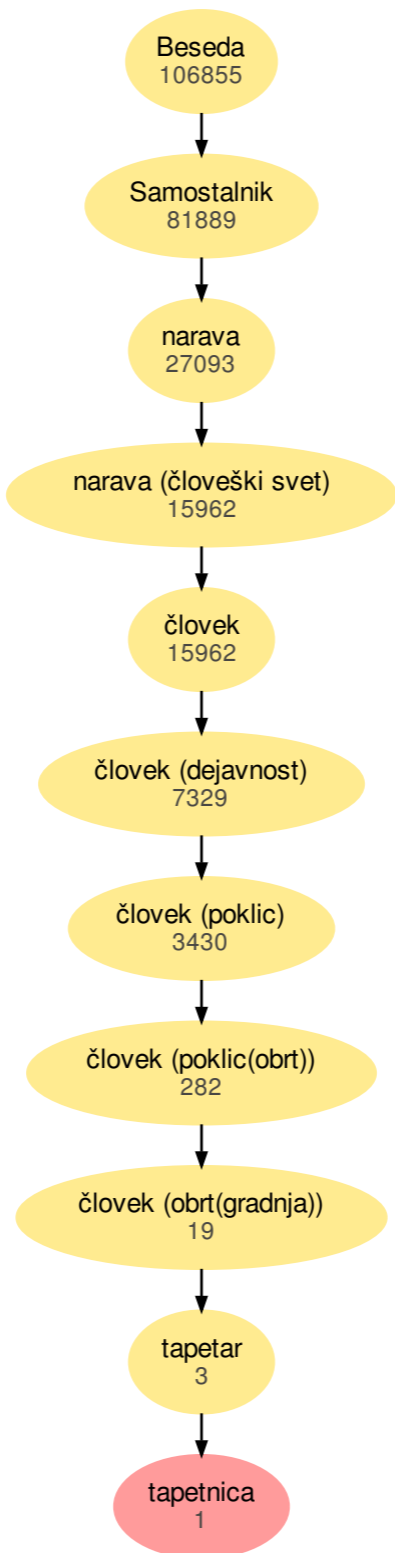 Beseda
106855
Samostalnik
81889
narava
27093
narava (človeški svet)
15962
človek
15962
človek (dejavnost)
7329
človek (poklic)
3430
človek (poklic(obrt))
282
človek (obrt(gradnja))
19
tapetar
3
tapetnica
1